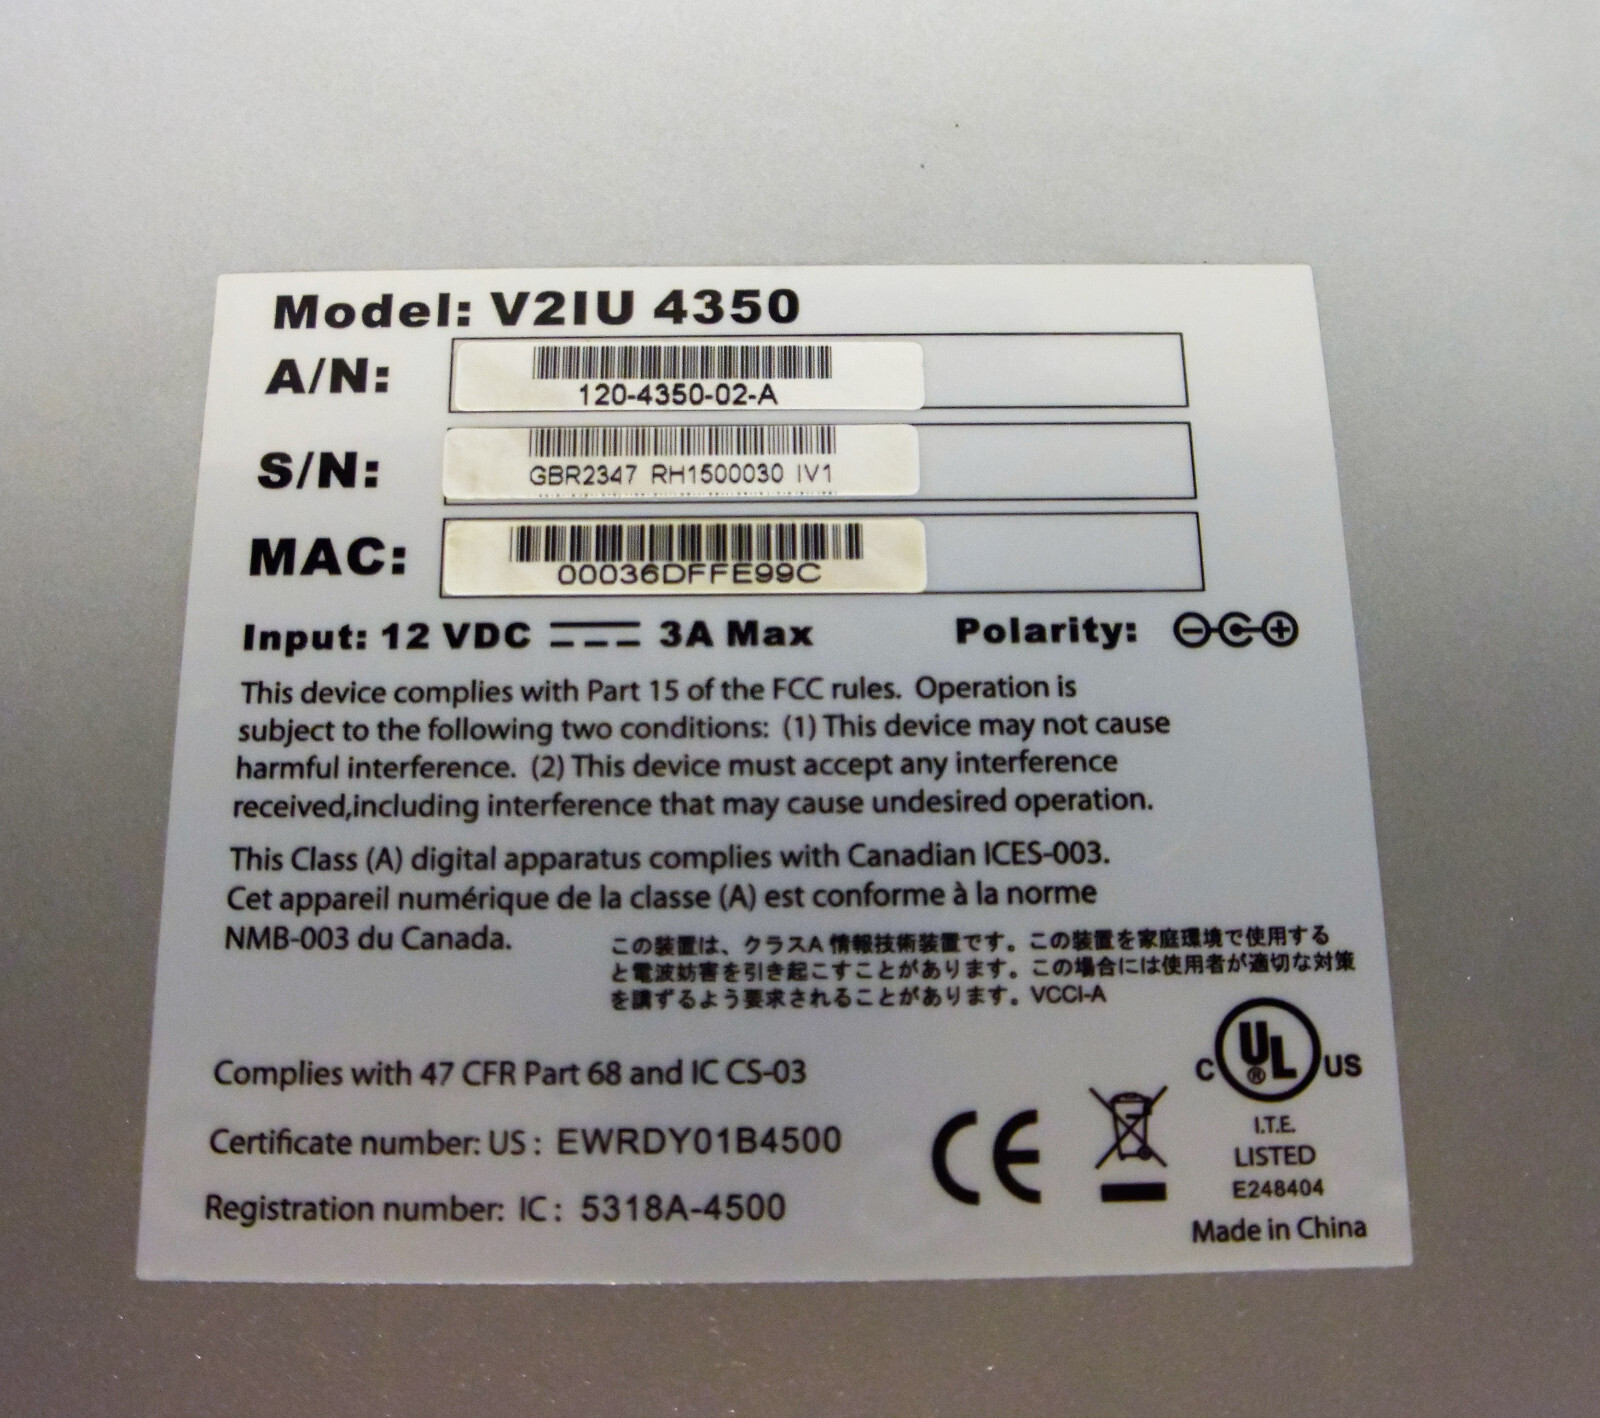 Model: V2IU 4350
A/N:
120-4350-02-A
S/N:
GBR2347 RH1500030 IV1
MAC:
00036DFFE99C
Input: 12 VDC 3A Max Polarity:
This device complies with Part 15 of the FCC rules. Operation is
subject to the following two conditions: (1) This device may not cause
harmful interference. (2) This device must accept any interference
received,including interference that may cause undesired operation.
This Class (A) digital apparatus complies with Canadian ICES-003.
Cet appareil numérique de la classe (A) est conforme à la norme
NMB-003 du Canada.
この装置は、クラスA 情報技術装置です。この装置を家庭環境で使用する
と電波妨害を引き起こすことがあります。この場合には使用者が適切な対策
を講ずるよう要求されることがあります。VCCI-A
Complies with 47 CFR Part 68 and IC CS-03
Certificate number: US : EWRDY01B4500
Registration number: IC : 5318A-4500
CE
C UL ® US
I.T.E.
LISTED
E248404
Made in China